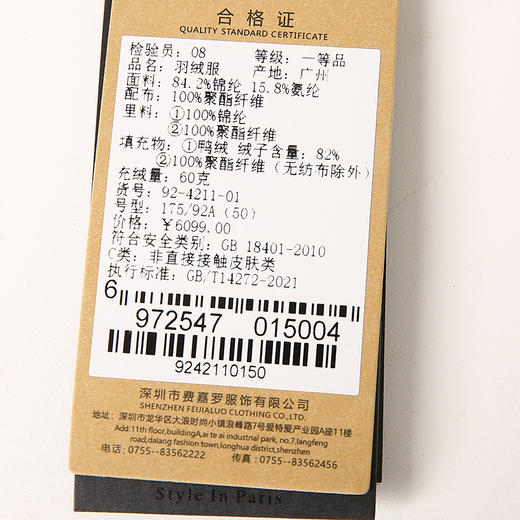 合格证
QUALITY STANDARD CERTIFICATE
检验员：08 等级：一等品
品名：羽绒服 产地：广州
面料：84.2%锦纶 15.8%氨纶
配布：100%聚酯纤维
里料：①100%锦纶
②100%聚酯纤维
填充物：①鸭绒 绒子含量：82%
②100%聚酯纤维（无纺布除外）
充绒量：60克
货号：92-4211-01
号型：175/92A（50）
价格：￥6099.00
符合安全类别：GB 18401-2010
C类：非直接接触皮肤类
执行标准：GB/T14272-2021
6 972547 015004
9242110150
深圳市费嘉罗服饰有限公司
SHENZHEN FEIJIALUO CLOTHING CO.,LTD.
地址：深圳市龙华区大浪时尚小镇浪峰路7号爱特爱产业园A座11楼
Add:11th floor,buildingA,ai te ai industrial park, no.7,langfeng
road,dalang fashion town,longhua district,shenzhen
电话：0755--83562222 传真：0755--83562456
Style In Paris